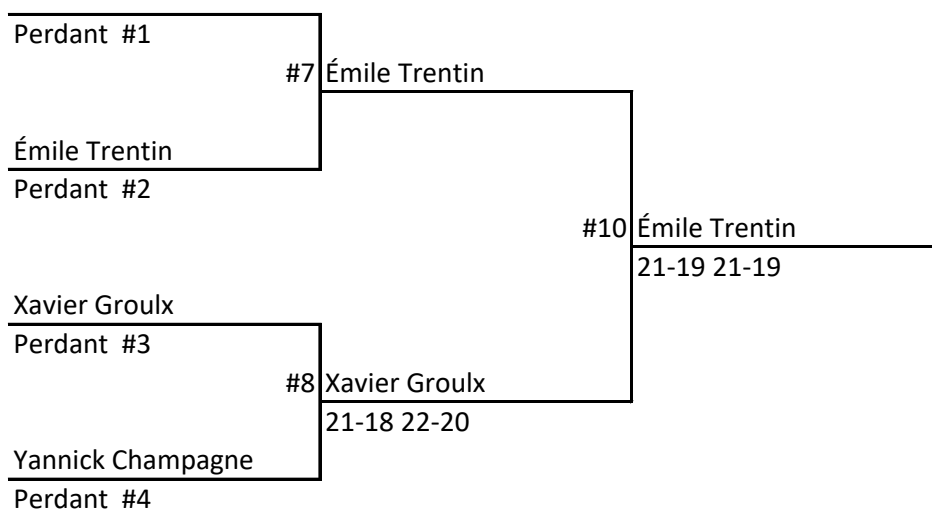 Perdant #1
#7 Émile Trentin
Émile Trentin
Perdant #2
#10 Émile Trentin
21-19 21-19
Xavier Groulx
Perdant #3
#8 Xavier Groulx
21-18 22-20
Yannick Champagne
Perdant #4